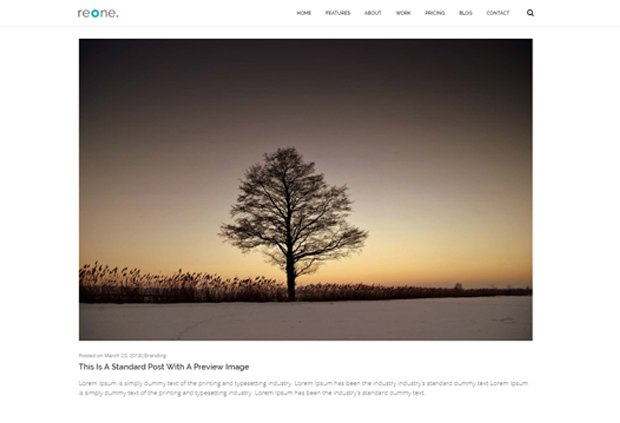 reone.
HOME FEATURES ABOUT WORK PRICING BLOG CONTACT
Posted on March 23, 2018|Branding
This Is A Standard Post With A Preview Image
Lorem Ipsum is simply dummy text of the printing and typesetting industry. Lorem Ipsum has been the industry industry's standard dummy text Lorem Ipsum
is simply dummy text of the printing and typesetting industry. Lorem Ipsum has been the industry's standard dummy text.